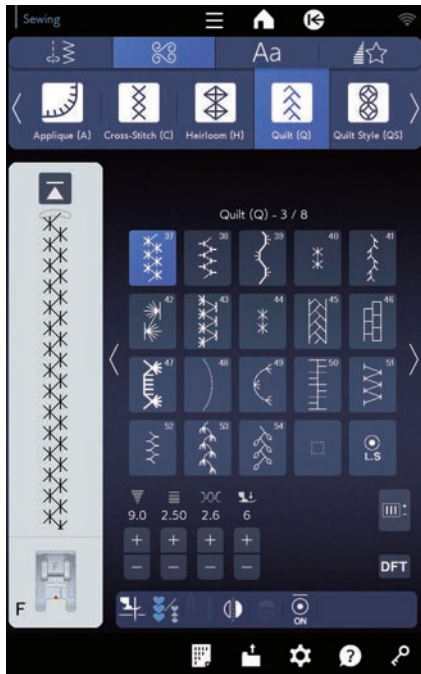 Sewing
Aa
Applique (A) Cross-Stitch (C) Heirloom (H) Quilt (Q) Quilt Style (QS)
Quilt (Q) - 3 / 8
37 38 39 40 41
42 43 44 45 46
47 48 49 50 51
52 53 54 L.S
9.0 2.50 2.6 6
+ + + +
− − − −
DFT
F
ON
?